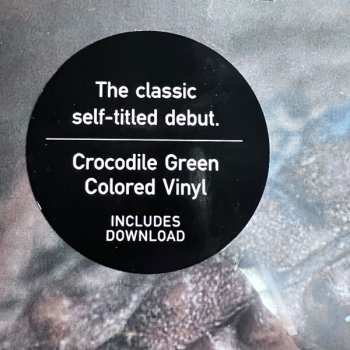 The classic
self-titled debut.
Crocodile Green
Colored Vinyl
INCLUDES
DOWNLOAD